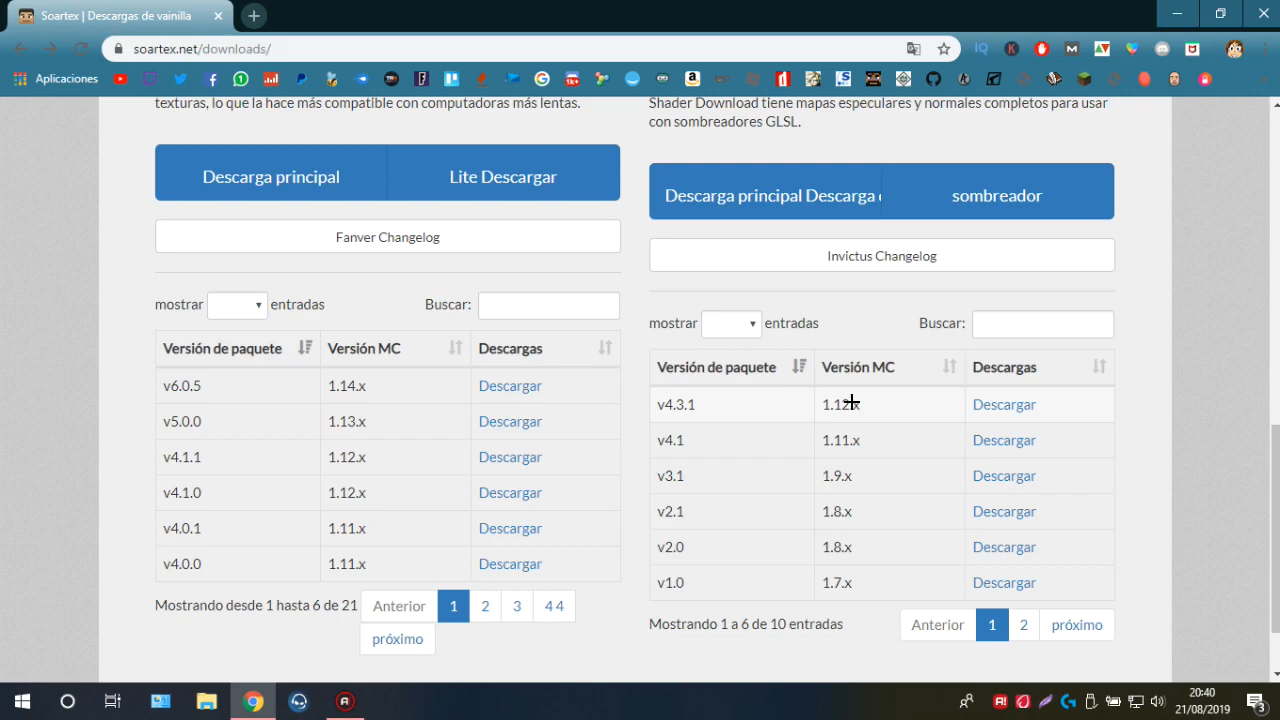 Soartex | Descargas de vainilla
soartex.net/downloads/
Aplicaciones
texturas, lo que la hace más compatible con computadoras más lentas.
Descarga principal
Lite Descargar
Fanver Changelog
mostrar entradas
Buscar:
Versión de paquete Versión MC Descargas
v6.0.5 1.14.x Descargar
v5.0.0 1.13.x Descargar
v4.1.1 1.12.x Descargar
v4.1.0 1.12.x Descargar
v4.0.1 1.11.x Descargar
v4.0.0 1.11.x Descargar
Mostrando desde 1 hasta 6 de 21 Anterior 1 2 3 4 4
próximo
Shader Download tiene mapas especulares y normales completos para usar
con sombreadores GLSL.
Descarga principal Descarga
sombreador
Invictus Changelog
mostrar entradas
Buscar:
Versión de paquete Versión MC Descargas
v4.3.1 1.12.x Descargar
v4.1 1.11.x Descargar
v3.1 1.9.x Descargar
v2.1 1.8.x Descargar
v2.0 1.8.x Descargar
v1.0 1.7.x Descargar
Mostrando 1 a 6 de 10 entradas Anterior 1 2 próximo
20:40
21/08/2019
3